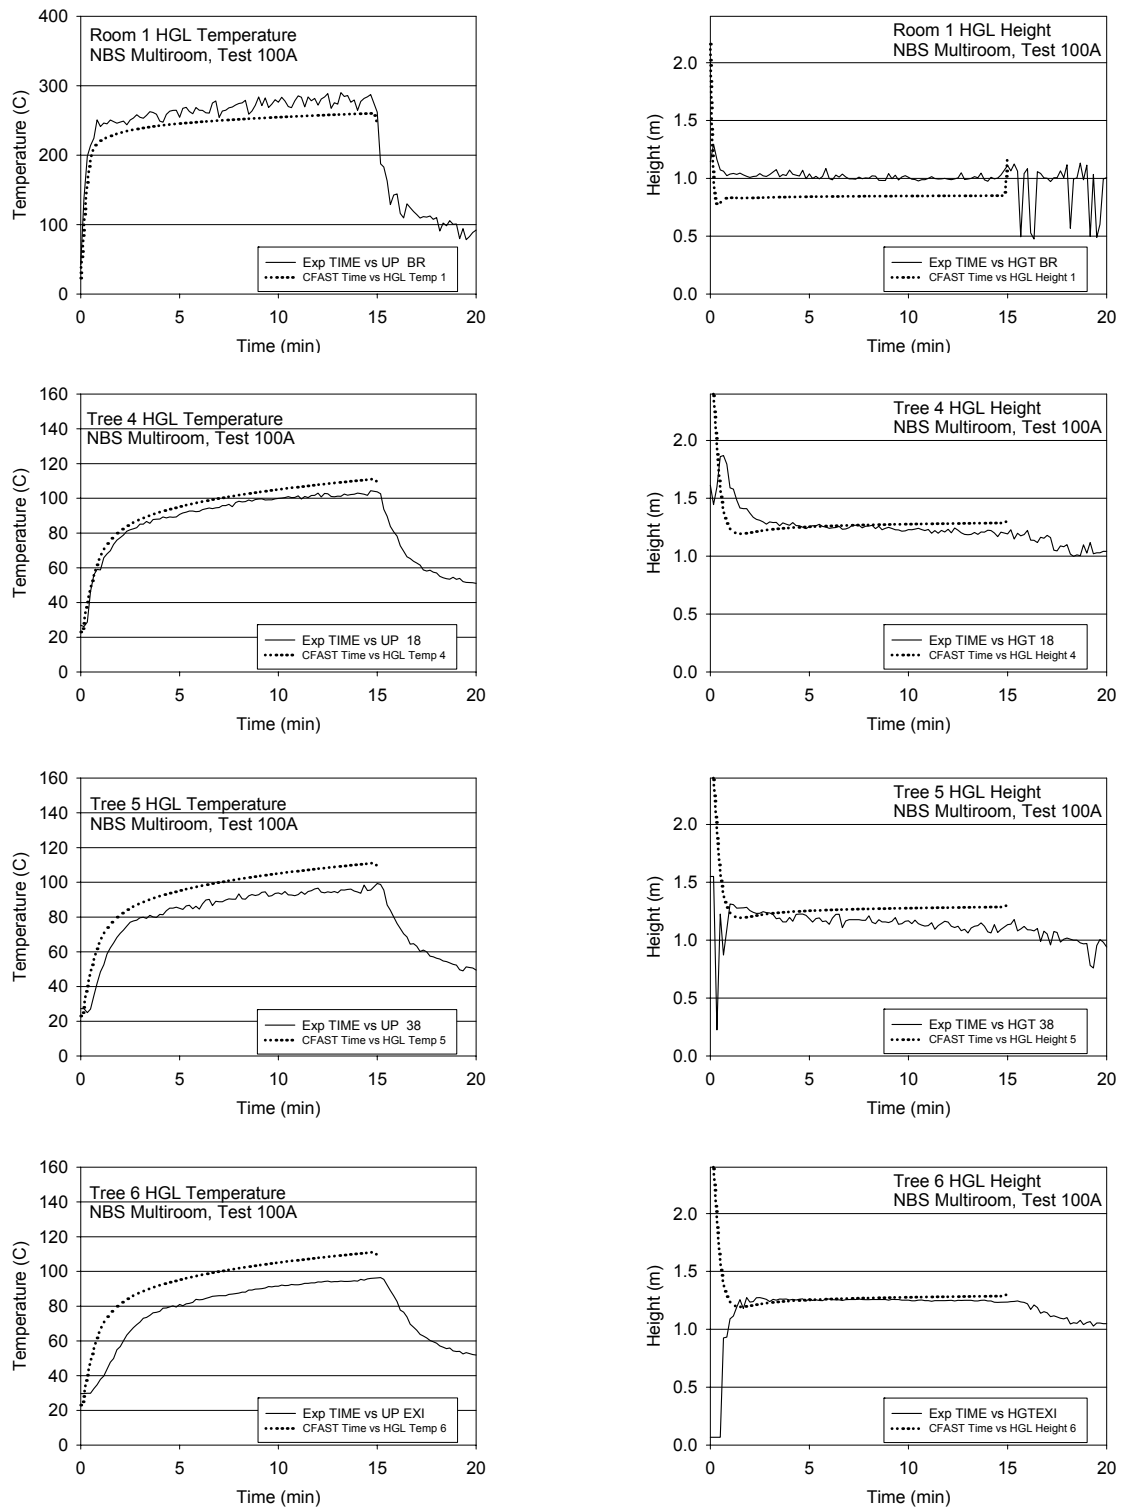 Room 1 HGL Temperature
NBS Multiroom, Test 100A
Temperature (C)
400
300
200
100
0
0 5 10 15 20
Time (min)
Exp TIME vs UP BR
CFAST Time vs HGL Temp 1
Room 1 HGL Height
NBS Multiroom, Test 100A
Height (m)
2.0
1.5
1.0
0.5
0.0
0 5 10 15 20
Time (min)
Exp TIME vs HGT BR
CFAST Time vs HGL Height 1
Tree 4 HGL Temperature
NBS Multiroom, Test 100A
Temperature (C)
160
140
120
100
80
60
40
20
0
0 5 10 15 20
Time (min)
Exp TIME vs UP 18
CFAST Time vs HGL Temp 4
Tree 4 HGL Height
NBS Multiroom, Test 100A
Height (m)
2.0
1.5
1.0
0.5
0.0
0 5 10 15 20
Time (min)
Exp TIME vs HGT 18
CFAST Time vs HGL Height 4
Tree 5 HGL Temperature
NBS Multiroom, Test 100A
Temperature (C)
160
140
120
100
80
60
40
20
0
0 5 10 15 20
Time (min)
Exp TIME vs UP 38
CFAST Time vs HGL Temp 5
Tree 5 HGL Height
NBS Multiroom, Test 100A
Height (m)
2.0
1.5
1.0
0.5
0.0
0 5 10 15 20
Time (min)
Exp TIME vs HGT 38
CFAST Time vs HGL Height 5
Tree 6 HGL Temperature
NBS Multiroom, Test 100A
Temperature (C)
160
140
120
100
80
60
40
20
0
0 5 10 15 20
Time (min)
Exp TIME vs UP EXI
CFAST Time vs HGL Temp 6
Tree 6 HGL Height
NBS Multiroom, Test 100A
Height (m)
2.0
1.5
1.0
0.5
0.0
0 5 10 15 20
Time (min)
Exp TIME vs HGTEXI
CFAST Time vs HGL Height 6